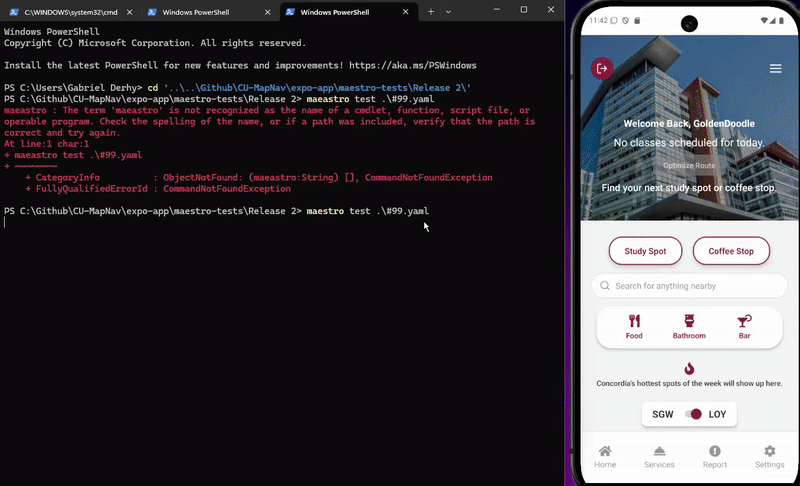 C:\WINDOWS\system32\cmd
Windows PowerShell
Windows PowerShell
Windows PowerShell
Copyright (C) Microsoft Corporation. All rights reserved.
Install the latest PowerShell for new features and improvements! https://aka.ms/PSWindows
PS C:\Users\Gabriel Derhy> cd '..\..\Github\CU-MapNav\expo-app\maestro-tests\Release 2\'
PS C:\Github\CU-MapNav\expo-app\maestro-tests\Release 2> maeastro test .\#99.yaml
maeastro : The term 'maeastro' is not recognized as the name of a cmdlet, function, script file, or
operable program. Check the spelling of the name, or if a path was included, verify that the path is
correct and try again.
At line:1 char:1
+ maeastro test .\#99.yaml
+ ~~~~~~~~
+ CategoryInfo : ObjectNotFound: (maeastro:String) [], CommandNotFoundException
+ FullyQualifiedErrorId : CommandNotFoundException
PS C:\Github\CU-MapNav\expo-app\maestro-tests\Release 2> maestro test .\#99.yaml
11:42
Welcome Back, GoldenDoodle
No classes scheduled for today.
Optimize Route
Find your next study spot or coffee stop.
Study Spot
Coffee Stop
Search for anything nearby
Food
Bathroom
Bar
Concordia's hottest spots of the week will show up here.
SGW
LOY
Home
Services
Report
Settings